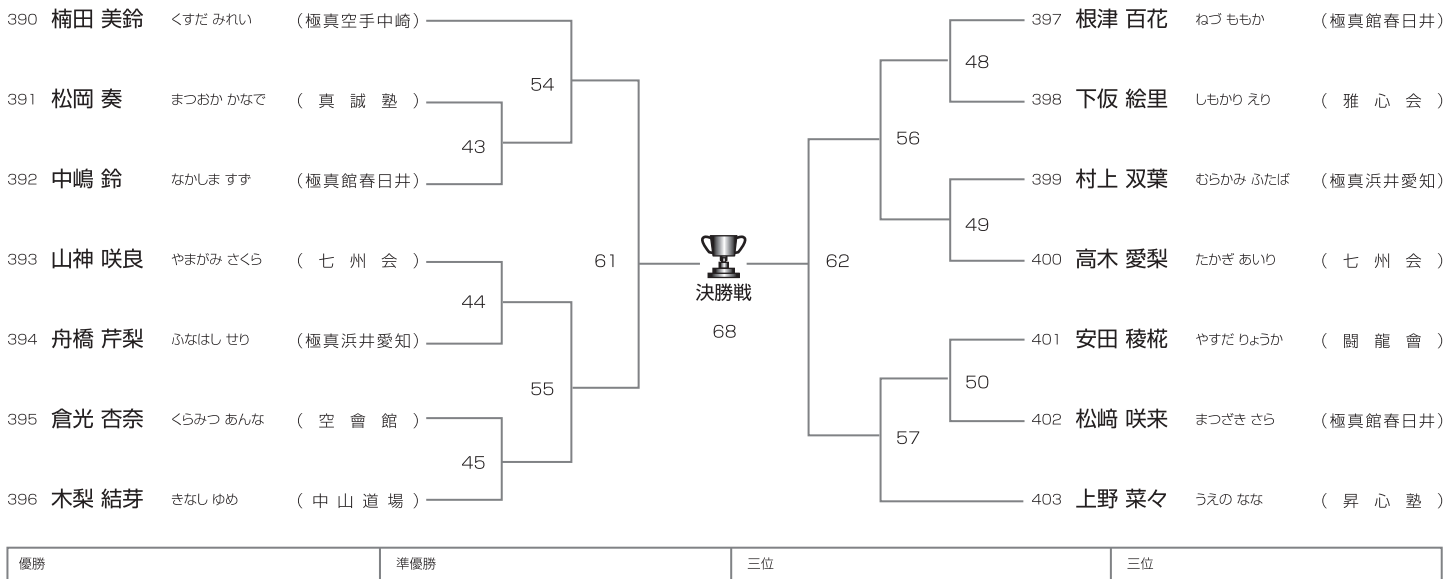 390 楠田 美鈴 くすだ みれい (極真空手中崎)
391 松岡 奏 まつおか かなで ( 真 誠 塾 )
392 中嶋 鈴 なかしま すず (極真館春日井)
393 山神 咲良 やまがみ さくら ( 七 州 会 )
394 舟橋 芹梨 ふなはし せり (極真浜井愛知)
395 倉光 杏奈 くらみつ あんな ( 空 會 館 )
396 木梨 結芽 きなし ゆめ ( 中 山 道 場 )
54
43
44
55
45
61
決勝戦
68
62
48
56
49
50
57
397 根津 百花 ねづ ももか (極真館春日井)
398 下仮 絵里 しもかり えり ( 雅 心 会 )
399 村上 双葉 むらかみ ふたば (極真浜井愛知)
400 高木 愛梨 たかぎ あいり ( 七 州 会 )
401 安田 稜椛 やすだ りょうか ( 闘 龍 會 )
402 松﨑 咲来 まつざき さら (極真館春日井)
403 上野 菜々 うえの なな ( 昇 心 塾 )
優勝 準優勝 三位 三位